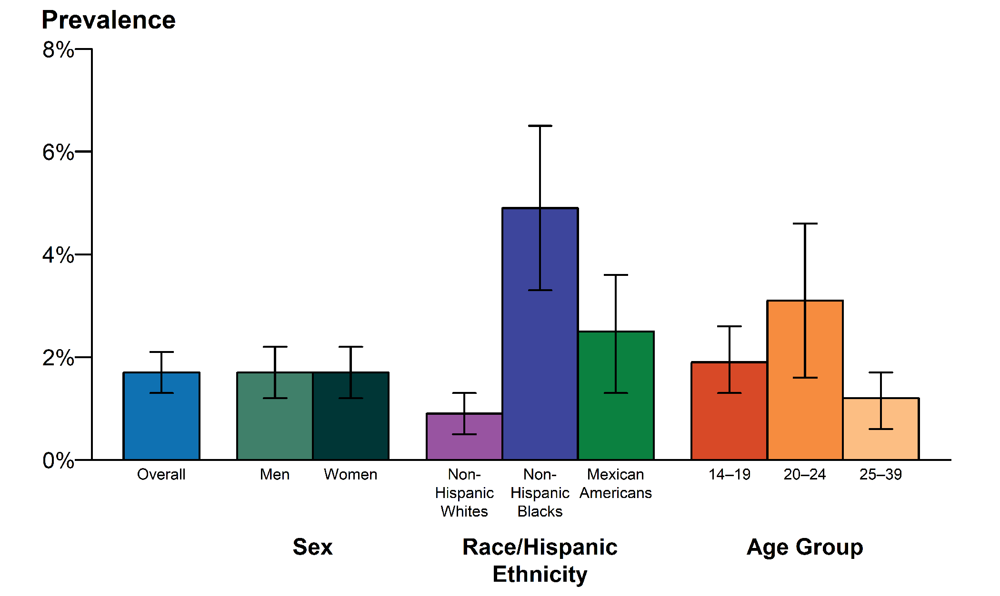 Prevalence
8%
6%
4%
2%
0%
Overall
Men
Women
Non-
Hispanic
Whites
Non-
Hispanic
Blacks
Mexican
Americans
14–19
20–24
25–39
Sex
Race/Hispanic
Ethnicity
Age Group